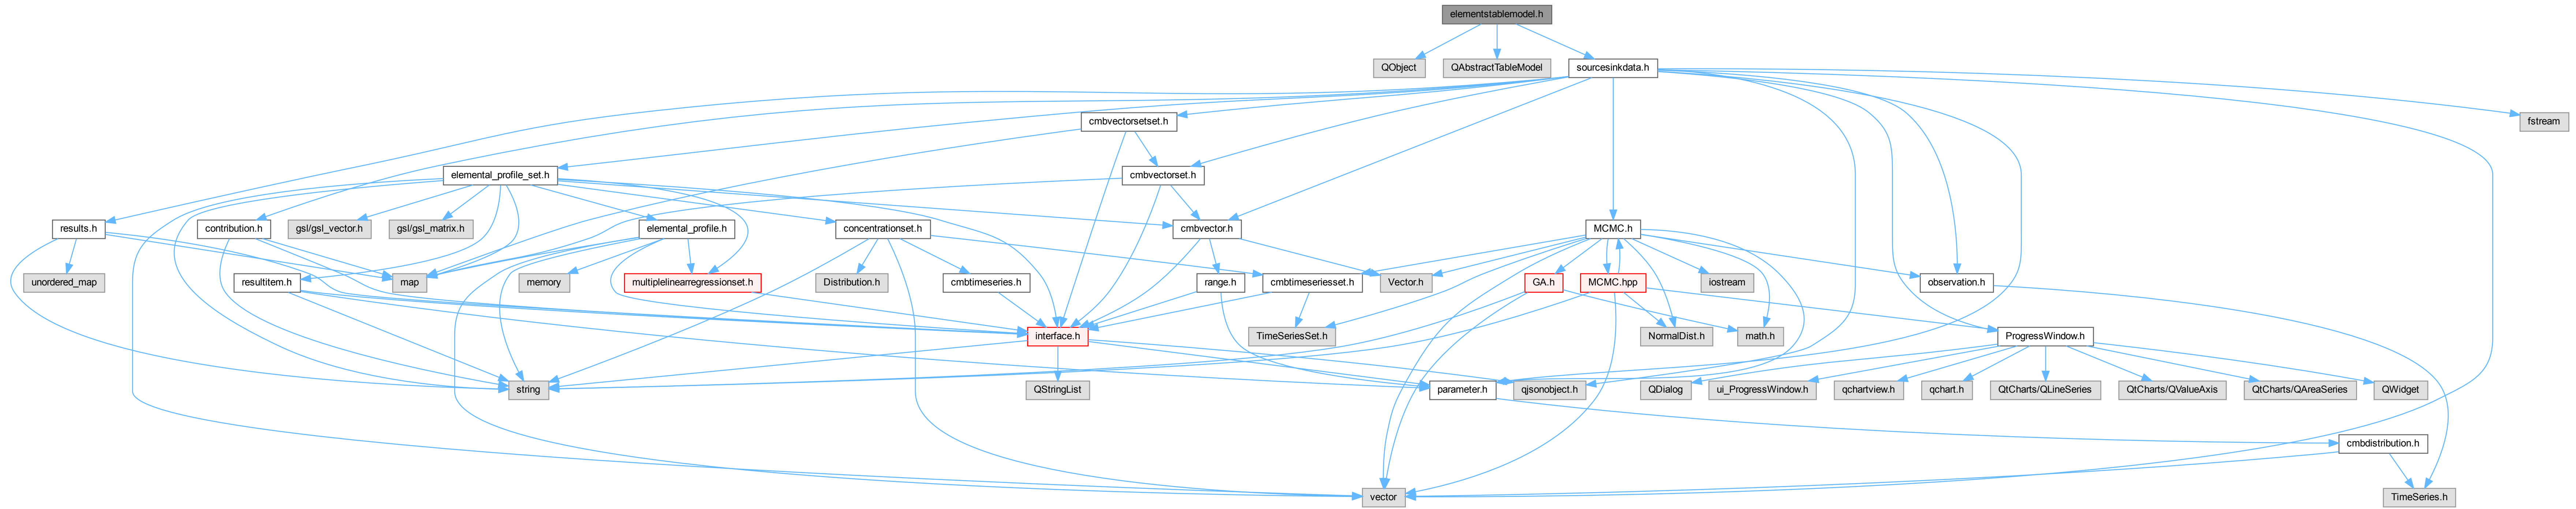 elementstablemodel.h
QObject
QAbstractTableModel
sourcesinkdata.h
cmbvectorsetset.h
fstream
elemental_profile_set.h
cmbvectorset.h
results.h
contribution.h
gsl/gsl_vector.h
gsl/gsl_matrix.h
elemental_profile.h
concentrationset.h
cmbvector.h
MCMC.h
unordered_map
resultitem.h
map
memory
multiplelinearregressionset.h
Distribution.h
cmbtimeseries.h
range.h
cmbtimeseriesset.h
Vector.h
GA.h
MCMC.hpp
iostream
observation.h
interface.h
TimeSeriesSet.h
NormalDist.h
math.h
ProgressWindow.h
string
QStringList
parameter.h
qjsonobject.h
QDialog
ui_ProgressWindow.h
qchartview.h
qchart.h
QtCharts/QLineSeries
QtCharts/QValueAxis
QtCharts/QAreaSeries
QWidget
cmbdistribution.h
vector
TimeSeries.h